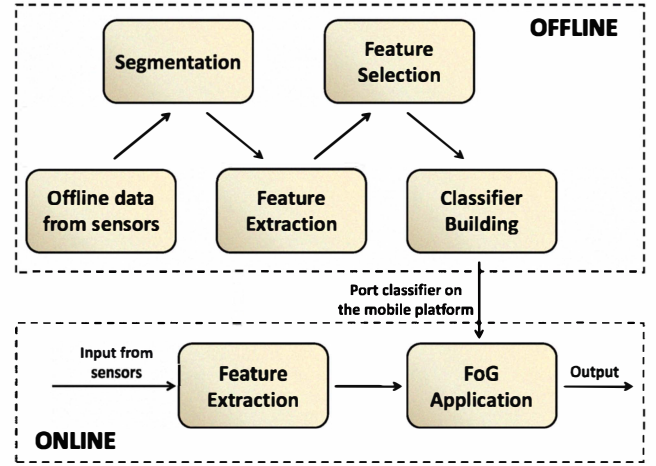 OFFLINE
Segmentation
Feature
Selection
Offline data
from sensors
Feature
Extraction
Classifier
Building
Port classifier on
the mobile platform
Input from
sensors
Feature
Extraction
FoG
Application
Output
ONLINE